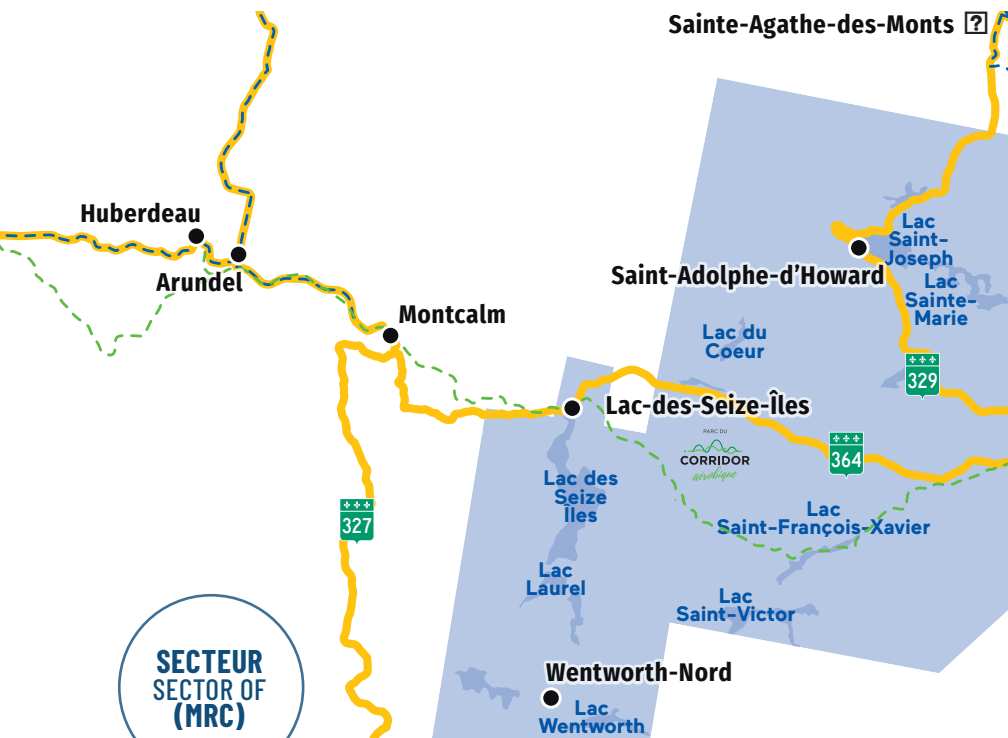 Sainte-Agathe-des-Monts ?
Huberdeau
Arundel
Montcalm
Lac
Saint-
Joseph
Saint-Adolphe-d'Howard
Lac
Sainte-
Marie
Lac du
Coeur
329
Lac-des-Seize-Îles
PARC DU
CORRIDOR
aérobique
364
Lac des
Seize
Îles
327
Lac
Saint-François-Xavier
Lac
Laurel
Lac
Saint-Victor
SECTEUR
SECTOR OF
(MRC)
Wentworth-Nord
Lac
Wentworth